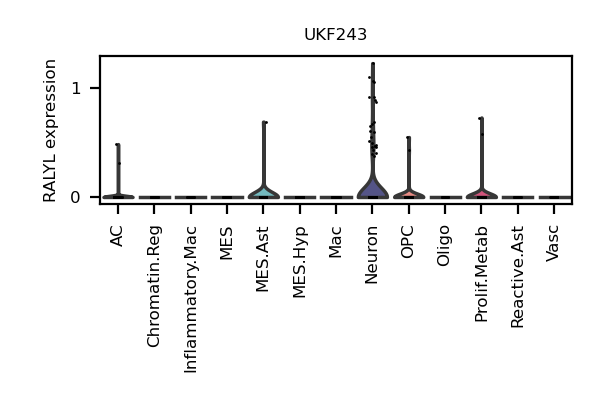 UKF243
RALYL expression
1
0
AC
Chromatin.Reg
Inflammatory.Mac
MES
MES.Ast
MES.Hyp
Mac
Neuron
OPC
Oligo
Prolif.Metab
Reactive.Ast
Vasc